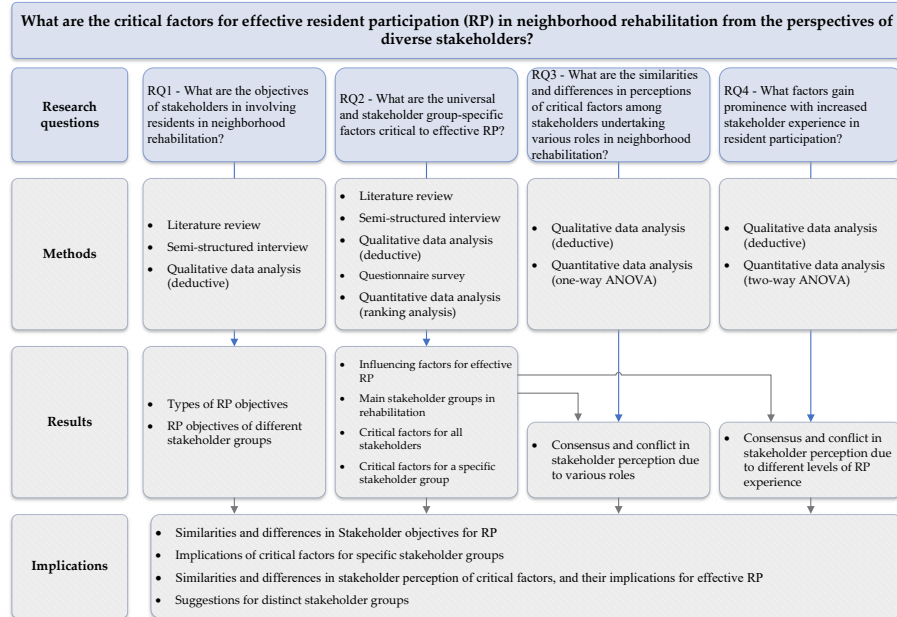 What are the critical factors for effective resident participation (RP) in neighborhood rehabilitation from the perspectives of
diverse stakeholders?
Research
questions
RQ1 - What are the objectives
of stakeholders in involving
residents in neighborhood
rehabilitation?
RQ2 - What are the universal
and stakeholder group-specific
factors critical to effective RP?
RQ3 - What are the similarities
and differences in perceptions
of critical factors among
stakeholders undertaking
various roles in neighborhood
rehabilitation?
RQ4 - What factors gain
prominence with increased
stakeholder experience in
resident participation?
Methods
• Literature review
• Semi-structured interview
• Qualitative data analysis
(deductive)
• Literature review
• Semi-structured interview
• Qualitative data analysis
(deductive)
• Questionnaire survey
• Quantitative data analysis
(ranking analysis)
• Qualitative data analysis
(deductive)
• Quantitative data analysis
(one-way ANOVA)
• Qualitative data analysis
(deductive)
• Quantitative data analysis
(two-way ANOVA)
Results
• Types of RP objectives
• RP objectives of different
stakeholder groups
• Influencing factors for effective
RP
• Main stakeholder groups in
rehabilitation
• Critical factors for all
stakeholders
• Critical factors for a specific
stakeholder group
• Consensus and conflict in
stakeholder perception due
to various roles
• Consensus and conflict in
stakeholder perception due
to different levels of RP
experience
Implications
• Similarities and differences in Stakeholder objectives for RP
• Implications of critical factors for specific stakeholder groups
• Similarities and differences in stakeholder perception of critical factors, and their implications for effective RP
• Suggestions for distinct stakeholder groups